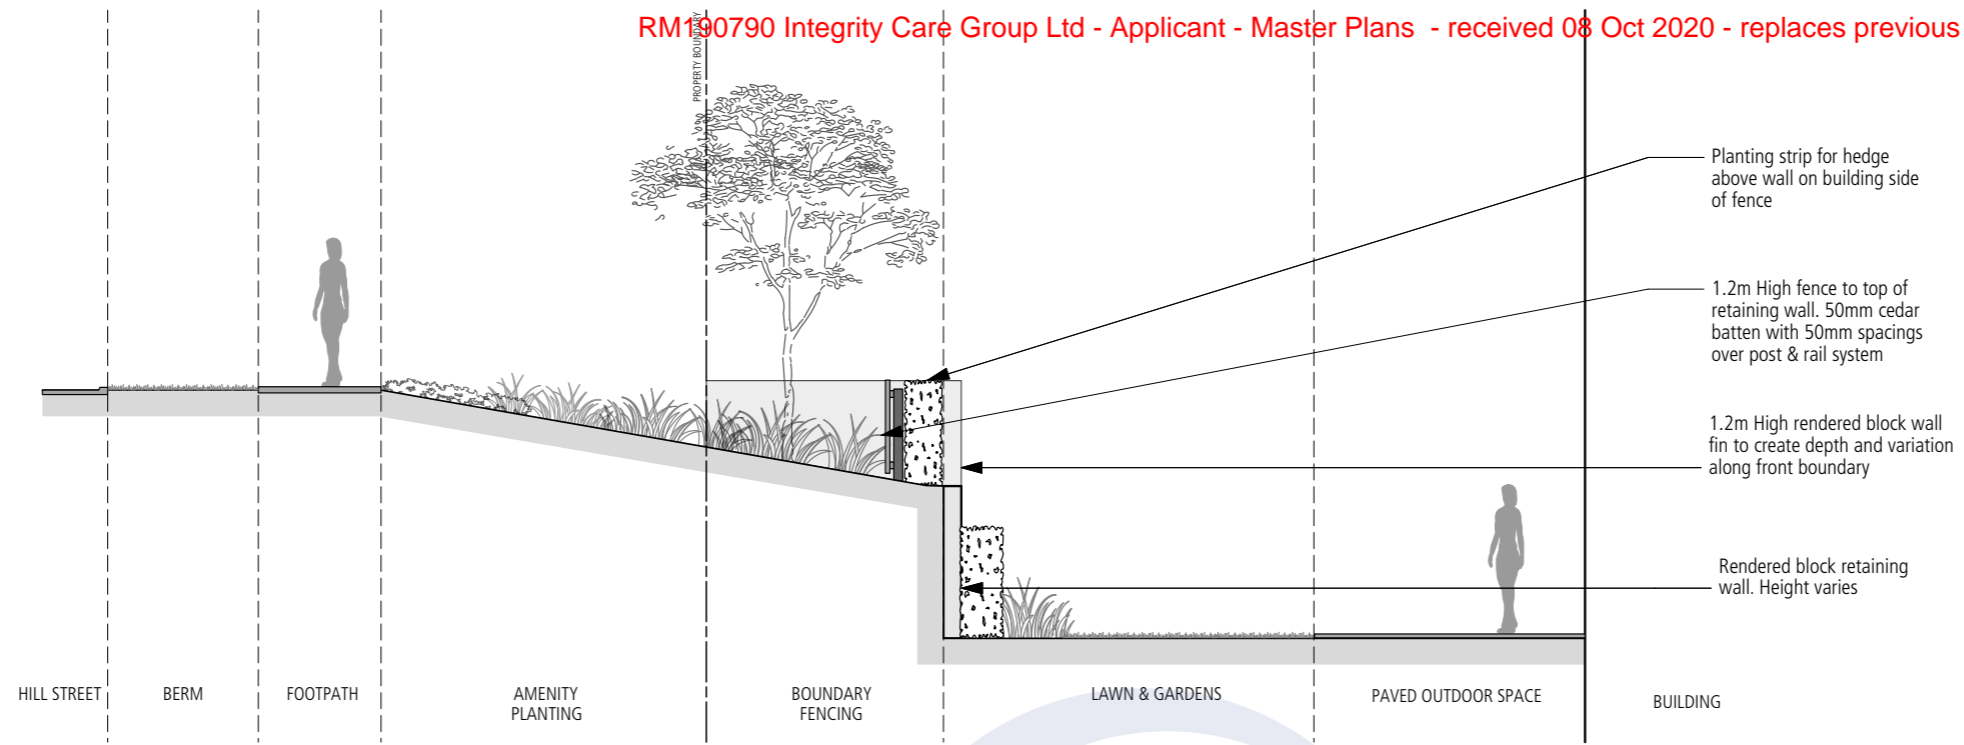 RM190790 Integrity Care Group Ltd - Applicant - Master Plans - received 08 Oct 2020 - replaces previous
PROPERTY BOUNDARY
Planting strip for hedge
above wall on building side
of fence
1.2m High fence to top of
retaining wall. 50mm cedar
batten with 50mm spacings
over post & rail system
1.2m High rendered block wall
fin to create depth and variation
along front boundary
Rendered block retaining
wall. Height varies
HILL STREET
BERM
FOOTPATH
AMENITY
PLANTING
BOUNDARY
FENCING
LAWN & GARDENS
PAVED OUTDOOR SPACE
BUILDING